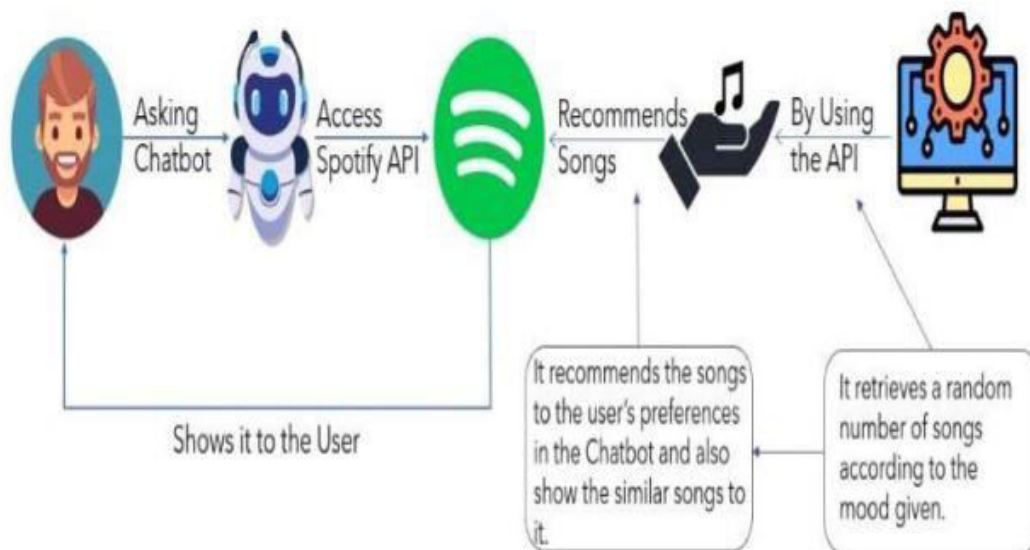 Asking
Chatbot
Access
Spotify API
Recommends
Songs
By Using
the API
Shows it to the User
It recommends the songs
to the user's preferences
in the Chatbot and also
show the similar songs to
it.
It retrieves a random
number of songs
according to the
mood given.